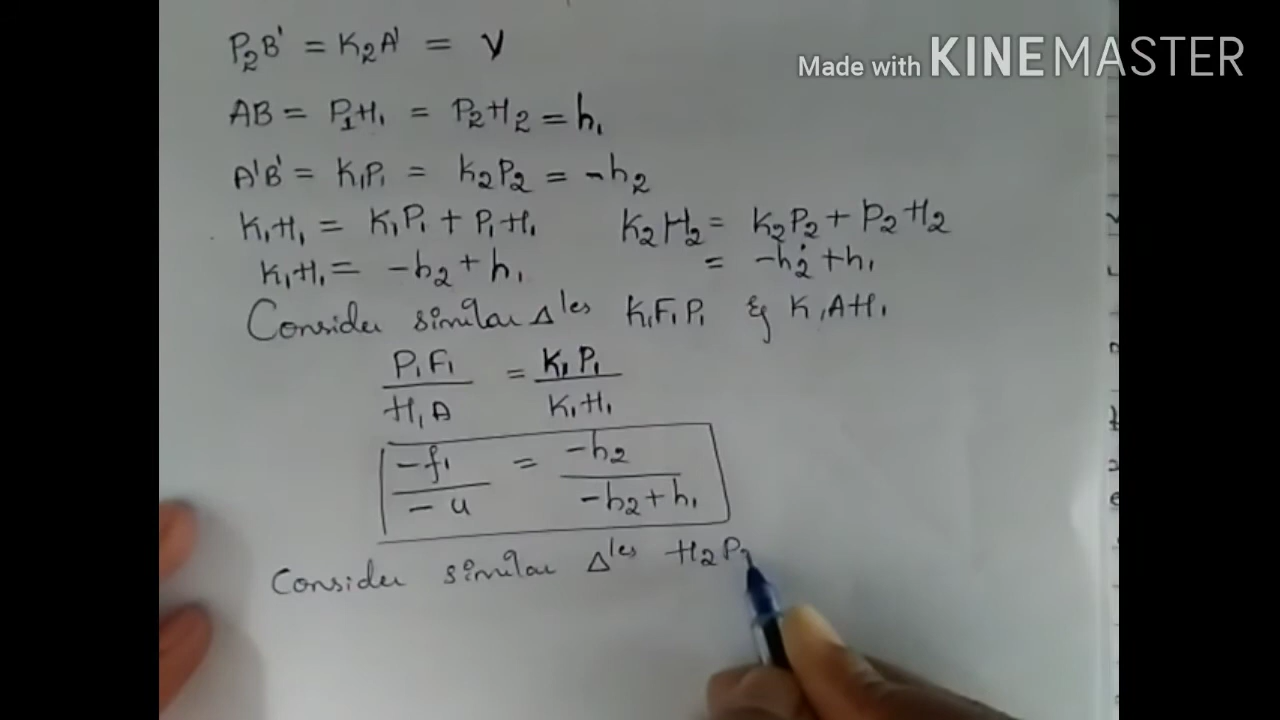 P₂B' = K₂A' = V
Made with KINEMASTER
AB = P₁H₁ = P₂H₂ = h₁
A'B' = K₁P₁ = K₂P₂ = -h₂
K₁H₁ = K₁P₁ + P₁H₁ K₂H₂ = K₂P₂ + P₂H₂
K₁H₁ = -h₂ + h₁ = -h₂ + h₁
Consider similar Δles K₁F₁P₁ & K₁AH₁
P₁F₁ / H₁A = K₁P₁ / K₁H₁
-f₁ / -u = -h₂ / -h₂ + h₁
Consider similar Δles H₂P₂